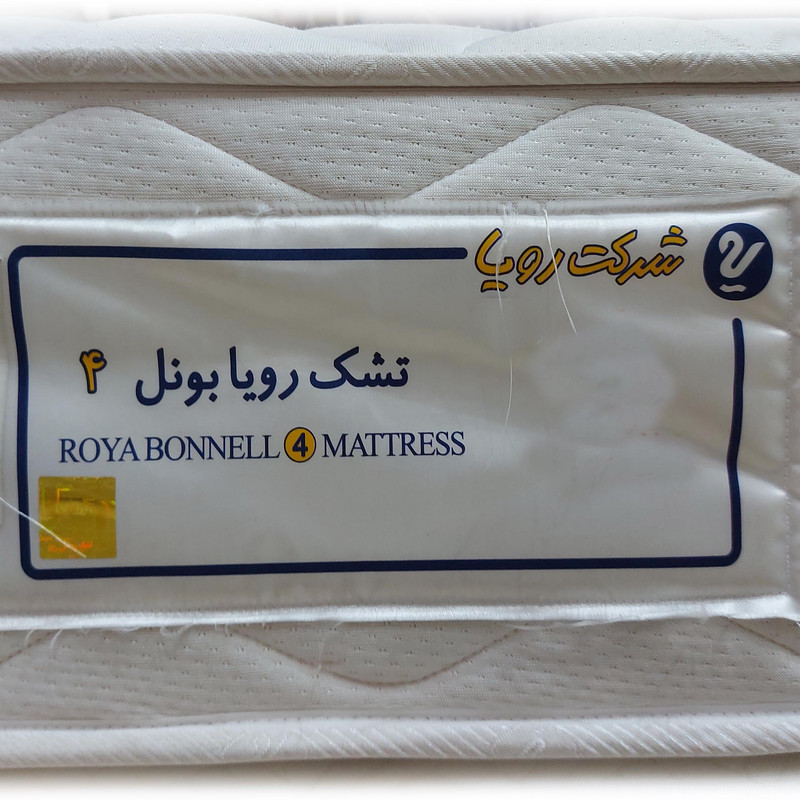 شرکت رویا
تشک رویا بونل ۴
ROYA BONNELL 4 MATTRESS